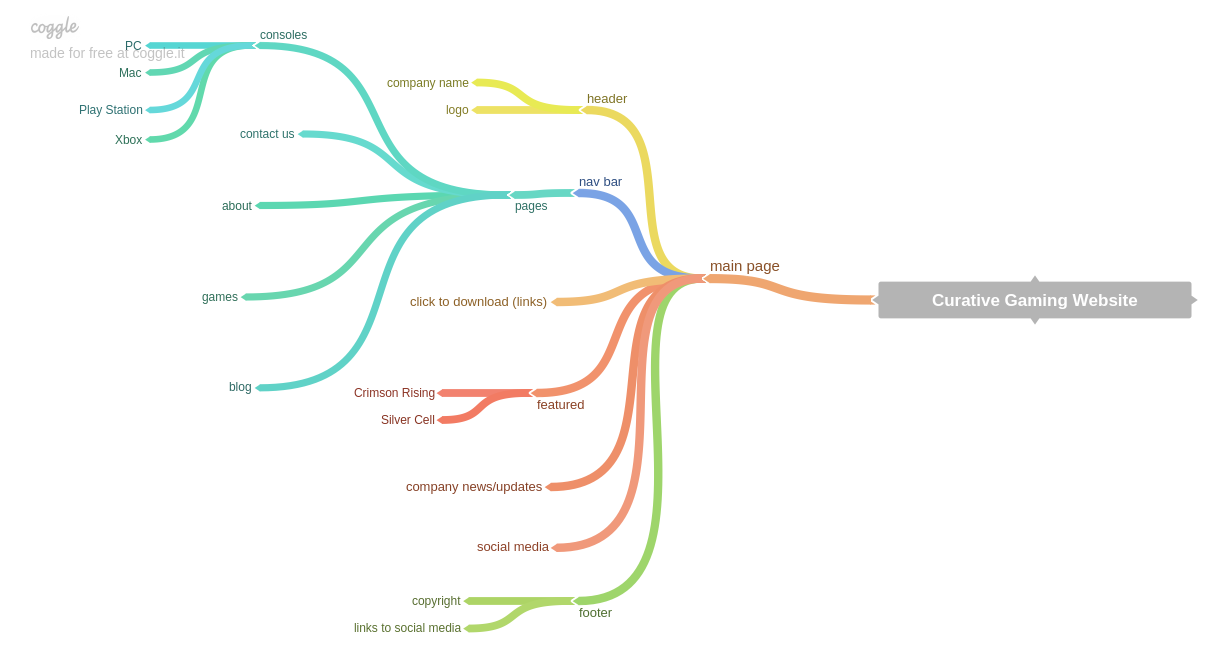 coggle
made for free at coggle.it
consoles
PC
Mac
Play Station
Xbox
contact us
about
games
blog
pages
nav bar
company name
logo
header
main page
Curative Gaming Website
click to download (links)
Crimson Rising
Silver Cell
featured
company news/updates
social media
copyright
links to social media
footer